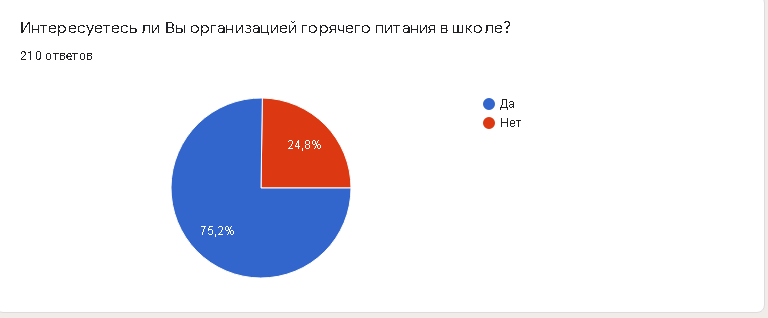 Интересуетесь ли Вы организацией горячего питания в школе?
210 ответов
Да
Нет
24,8%
75,2%